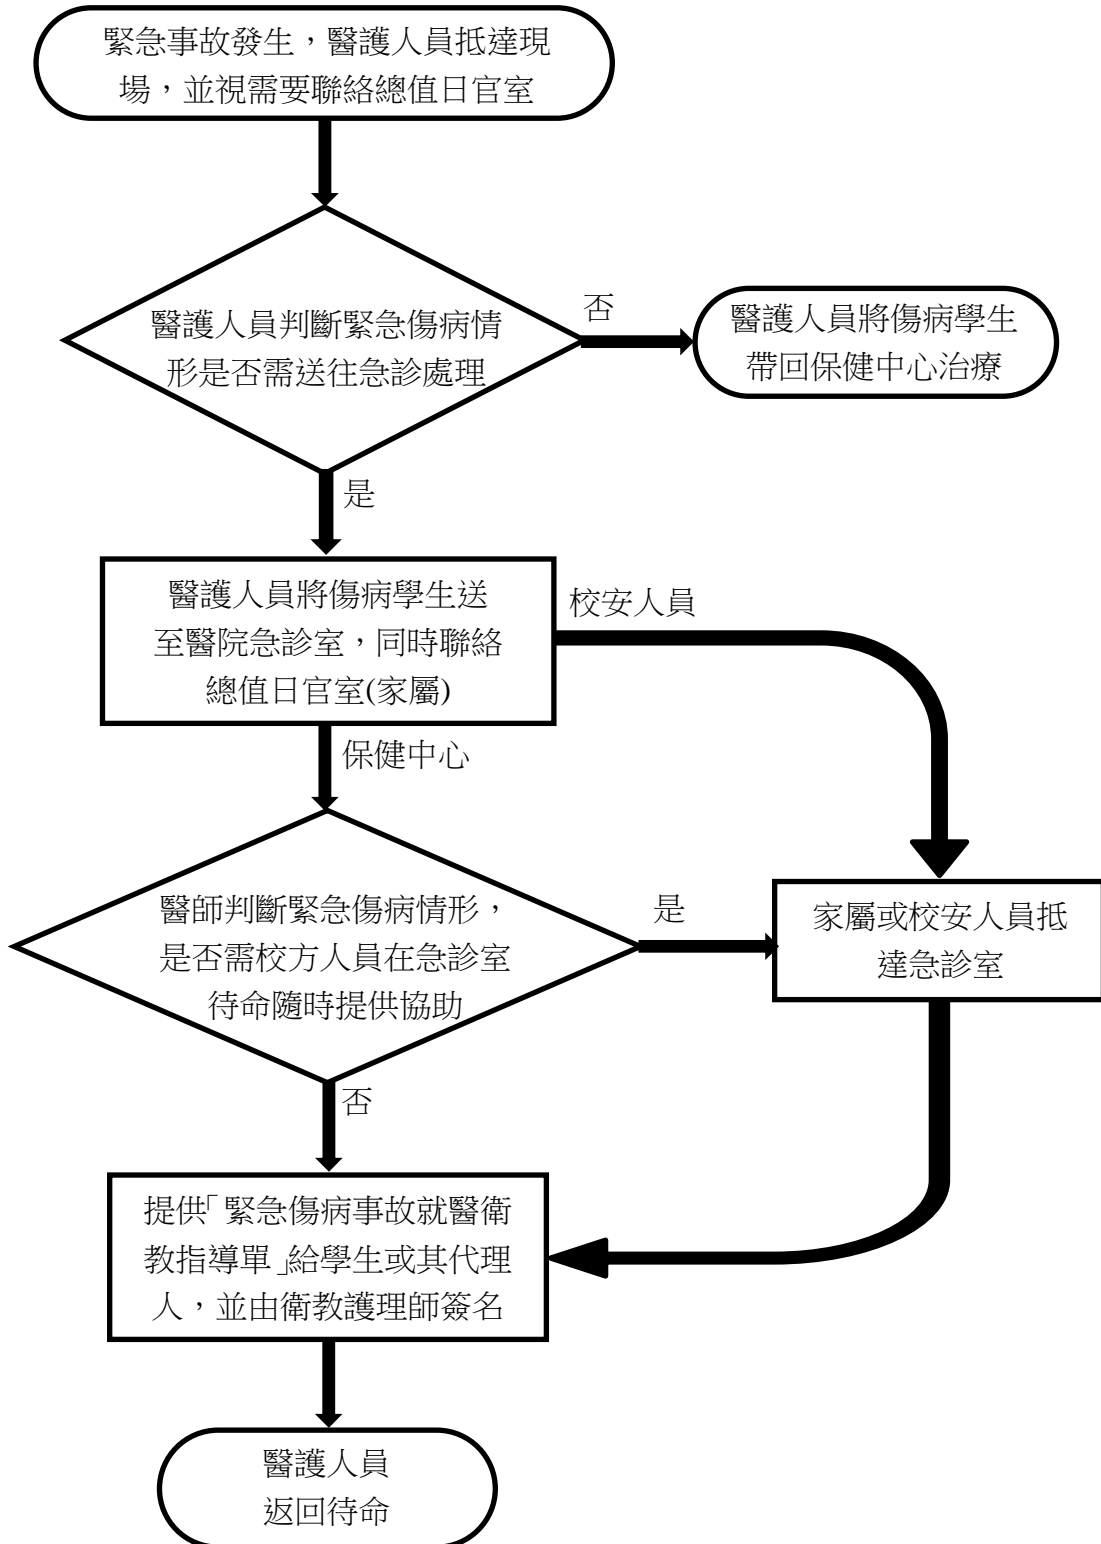 緊急事故發生，醫護人員抵達現
場，並視需要聯絡總值日官室
醫護人員判斷緊急傷病情
形是否需送往急診處理
否
醫護人員將傷病學生
帶回保健中心治療
是
醫護人員將傷病學生送
至醫院急診室，同時聯絡
總值日官室(家屬)
校安人員
保健中心
醫師判斷緊急傷病情形，
是否需校方人員在急診室
待命隨時提供協助
是
家屬或校安人員抵
達急診室
否
提供「緊急傷病事故就醫衛
教指導單」給學生或其代理
人，並由衛教護理師簽名
醫護人員
返回待命